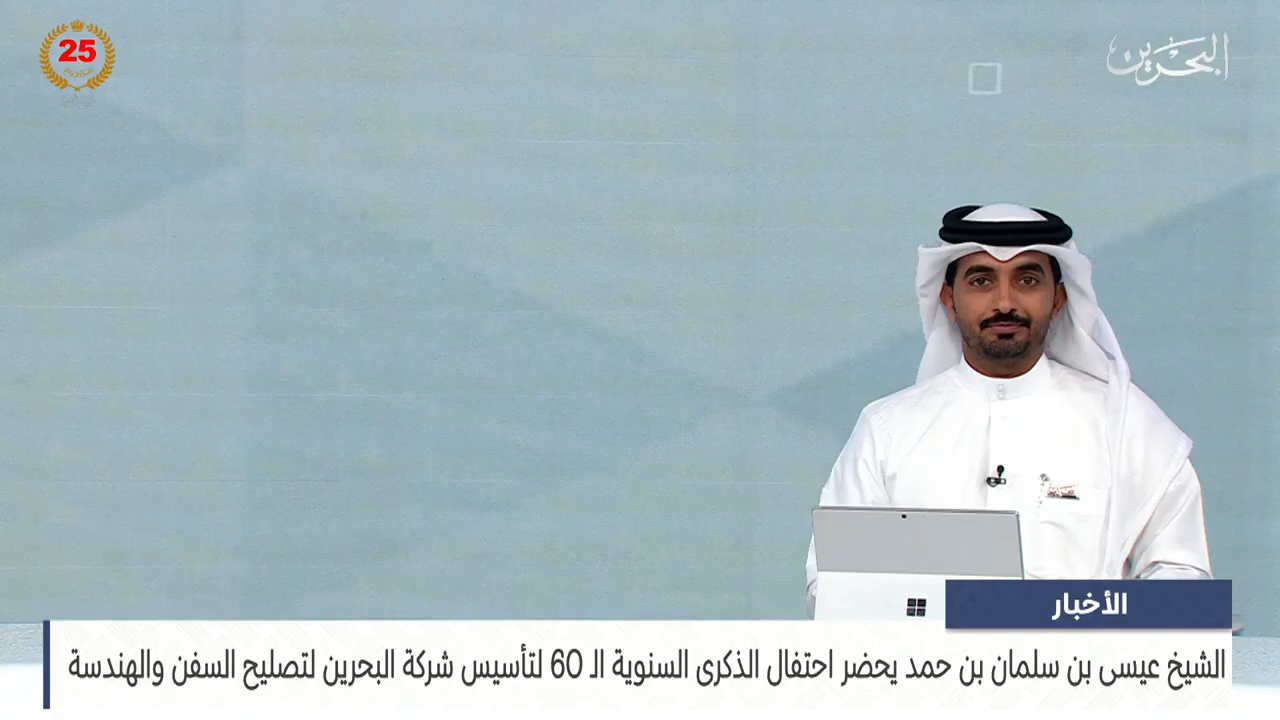 25
البحرين
الأخبار
الشيخ عيسى بن سلمان بن حمد يحضر احتفال الذكرى السنوية الـ 60 لتأسيس شركة البحرين لتصليح السفن والهندسة